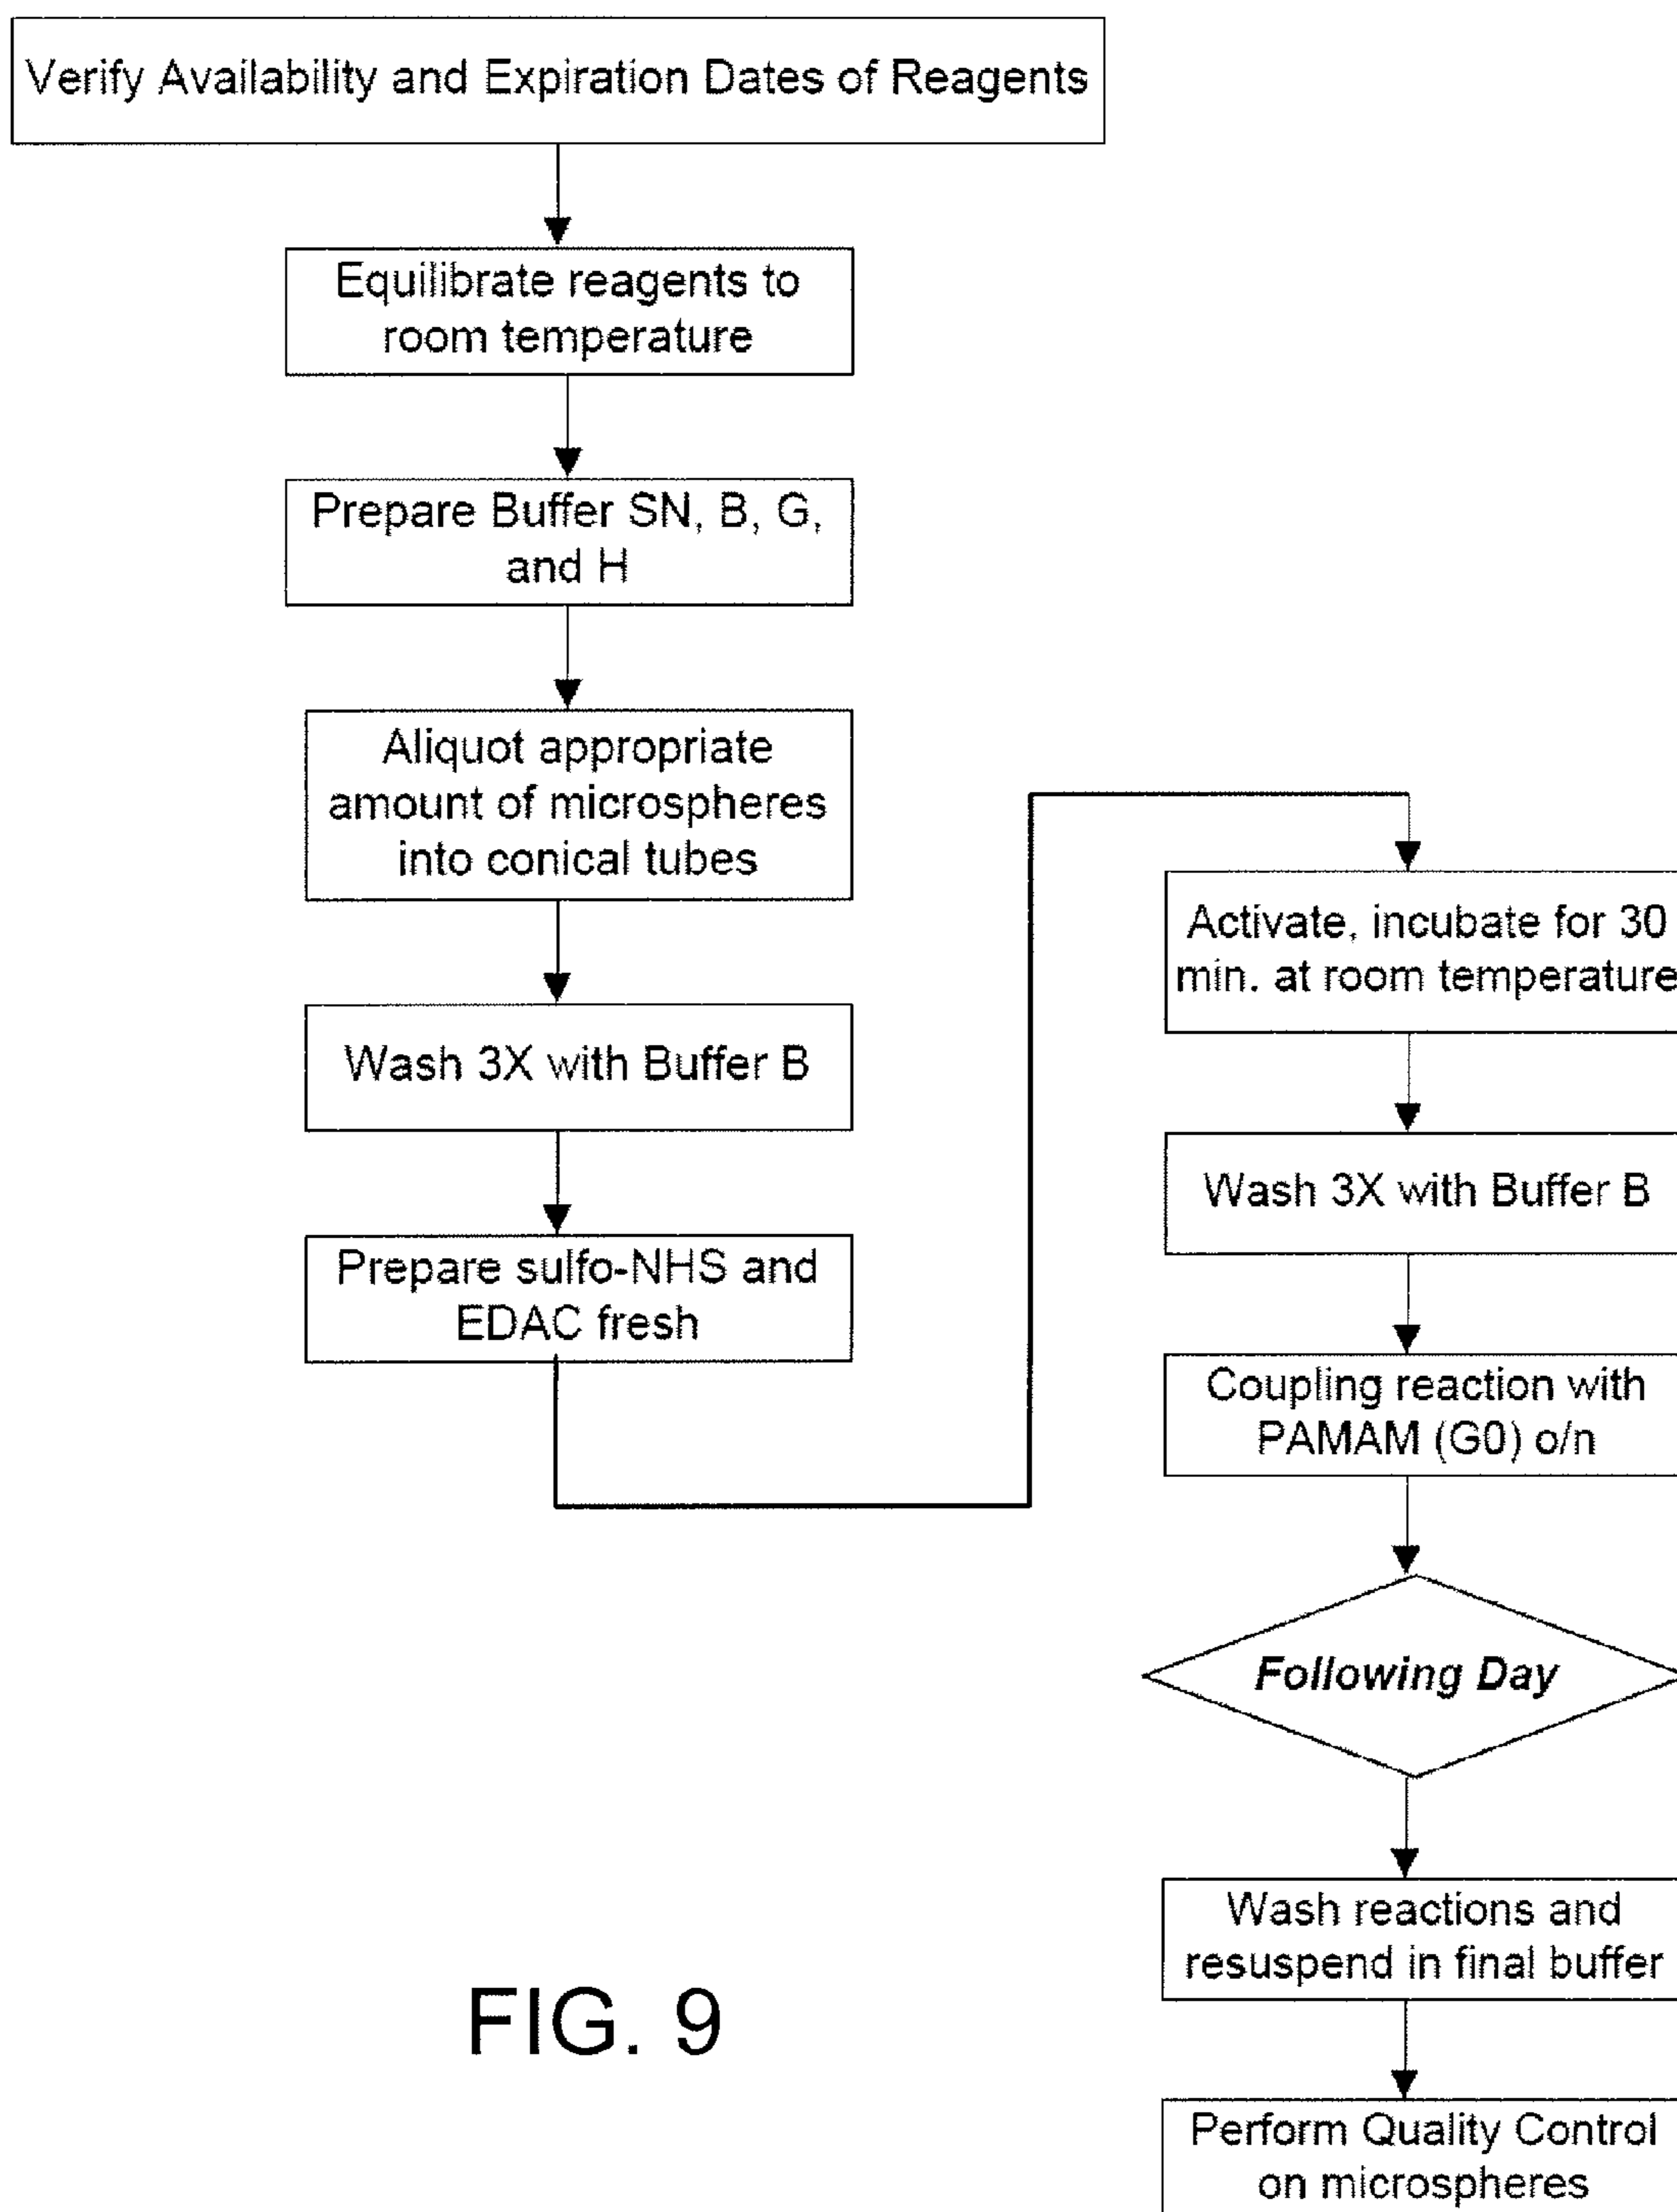 Verify Availability and Expiration Dates of Reagents
Equilibrate reagents to
room temperature
Prepare Buffer SN, B, G,
and H
Aliquot appropriate
amount of microspheres
into conical tubes
Wash 3X with Buffer B
Prepare sulfo-NHS and
EDAC fresh
Activate, incubate for 30
min. at room temperature
Wash 3X with Buffer B
Coupling reaction with
PAMAM (G0) o/n
Following Day
Wash reactions and
resuspend in final buffer
Perform Quality Control
on microspheres
FIG. 9